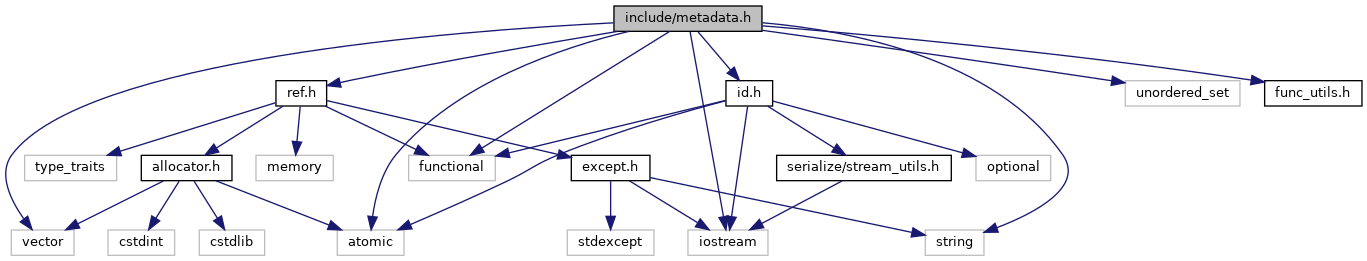 include/metadata.h
ref.h
id.h
unordered_set
func_utils.h
type_traits
allocator.h
memory
functional
except.h
serialize/stream_utils.h
optional
vector
cstdint
cstdlib
atomic
stdexcept
iostream
string